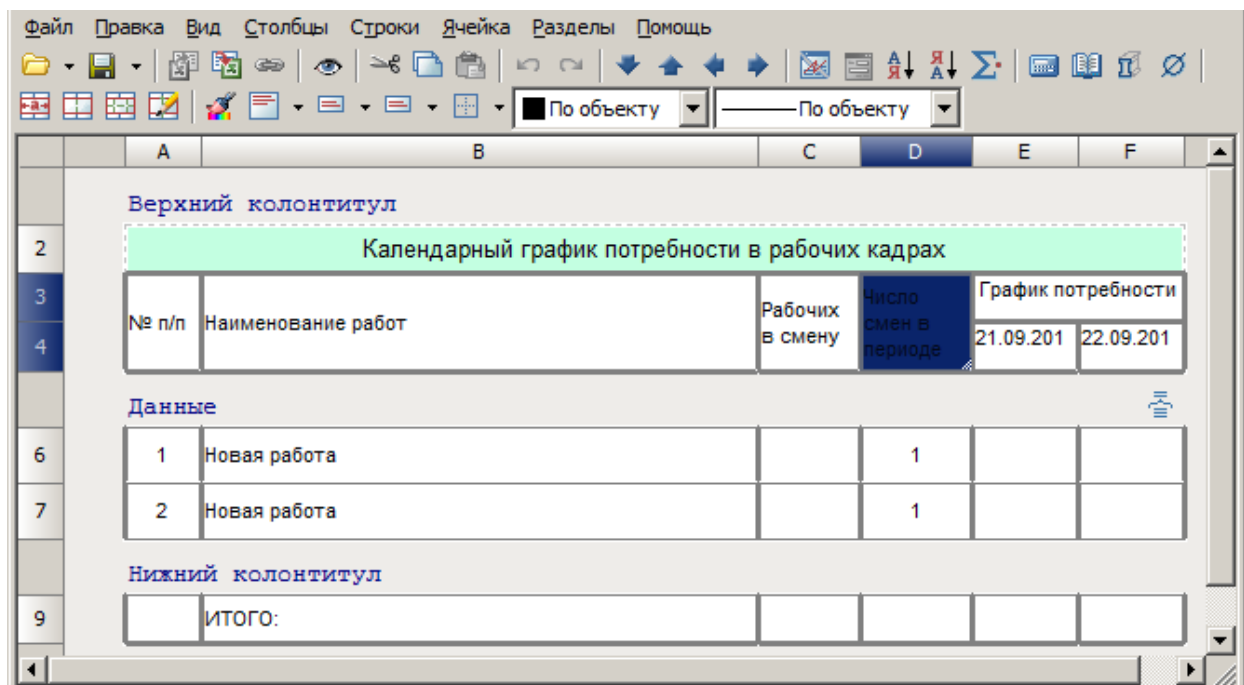 Файл Правка Вид Столбцы Строки Ячейка Разделы Помощь
По объекту По объекту
A B C D E F
Верхний колонтитул
2 Календарный график потребности в рабочих кадрах
3 График потребности
№ п/п Наименование работ Рабочих в смену Число смен в периоде
4 21.09.201 22.09.201
Данные
6 1 Новая работа 1
7 2 Новая работа 1
Нижний колонтитул
9 ИТОГО: